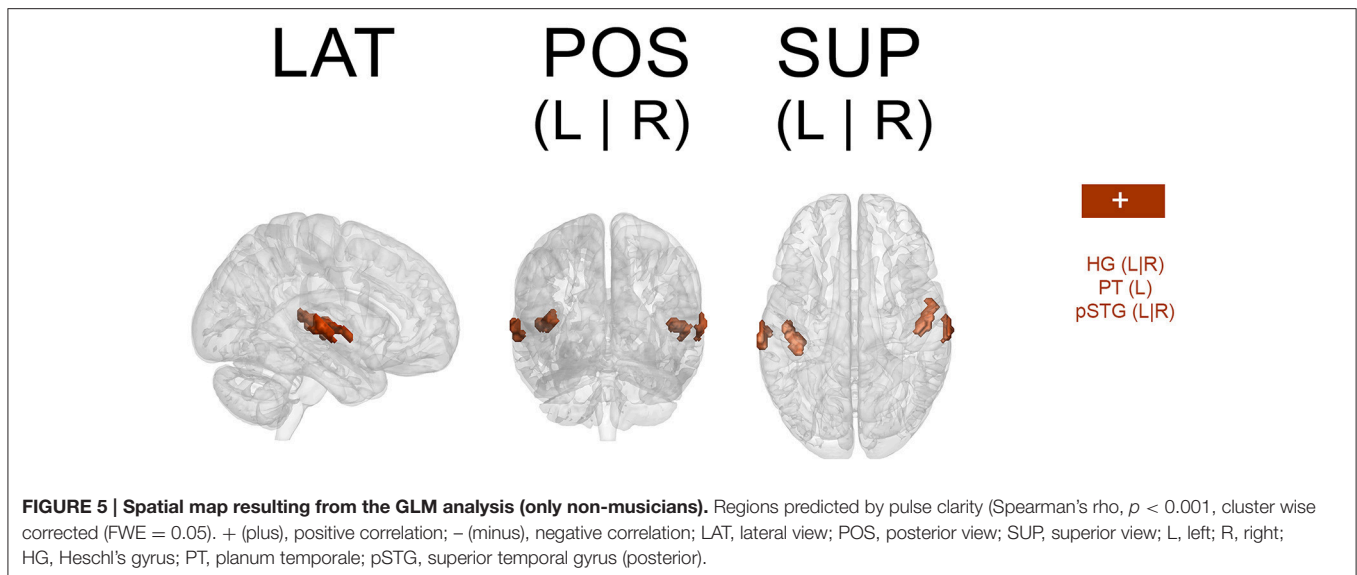 LAT
POS
(L | R)
SUP
(L | R)
+
HG (L|R)
PT (L)
pSTG (L|R)
FIGURE 5 | Spatial map resulting from the GLM analysis (only non-musicians). Regions predicted by pulse clarity (Spearman's rho, p < 0.001, cluster wise
corrected (FWE = 0.05). + (plus), positive correlation; – (minus), negative correlation; LAT, lateral view; POS, posterior view; SUP, superior view; L, left; R, right;
HG, Heschl's gyrus; PT, planum temporale; pSTG, superior temporal gyrus (posterior).